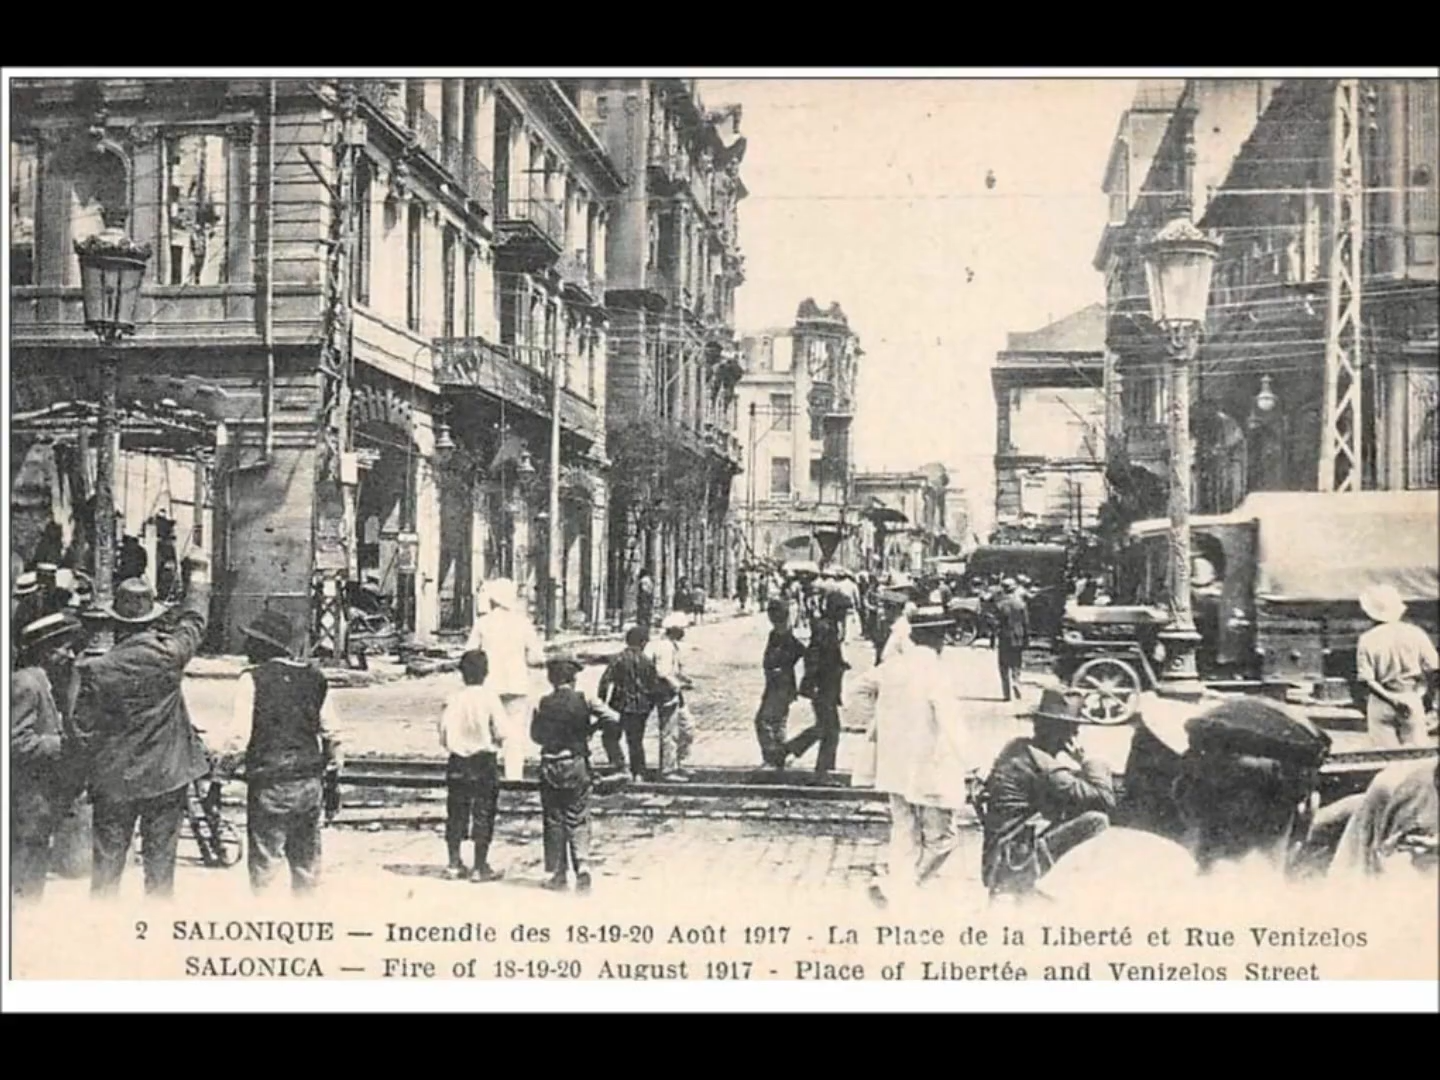 2 SALONIQUE — Incendie des 18-19-20 Août 1917 - La Place de la Liberté et Rue Venizelos
SALONICA — Fire of 18-19-20 August 1917 - Place of Libertée and Venizelos Street